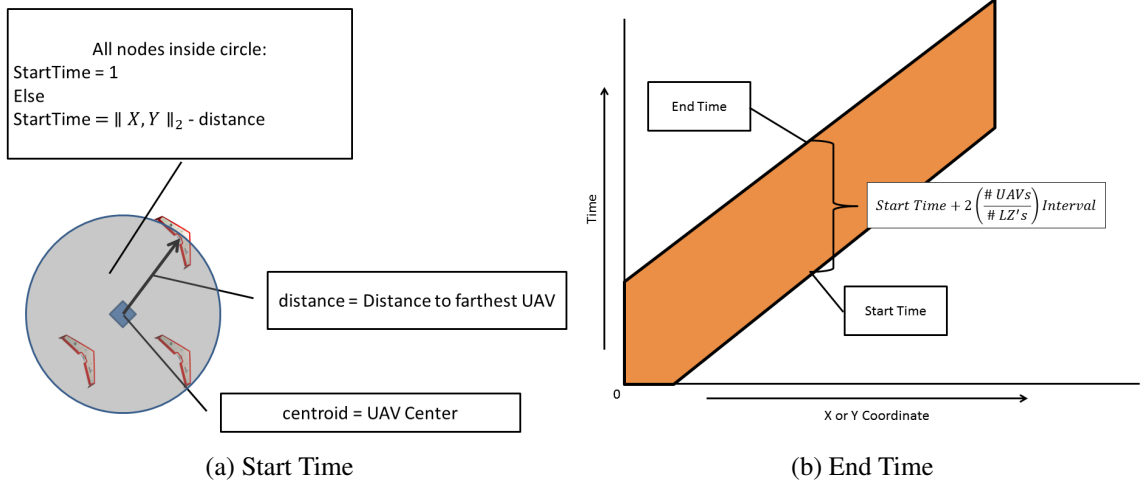 All nodes inside circle:
StartTime = 1
Else
StartTime = ‖ X, Y ‖₂ - distance
distance = Distance to farthest UAV
centroid = UAV Center
(a) Start Time
End Time
Time
Start Time + 2 (# UAVs / # LZ's) Interval
Start Time
0
X or Y Coordinate
(b) End Time